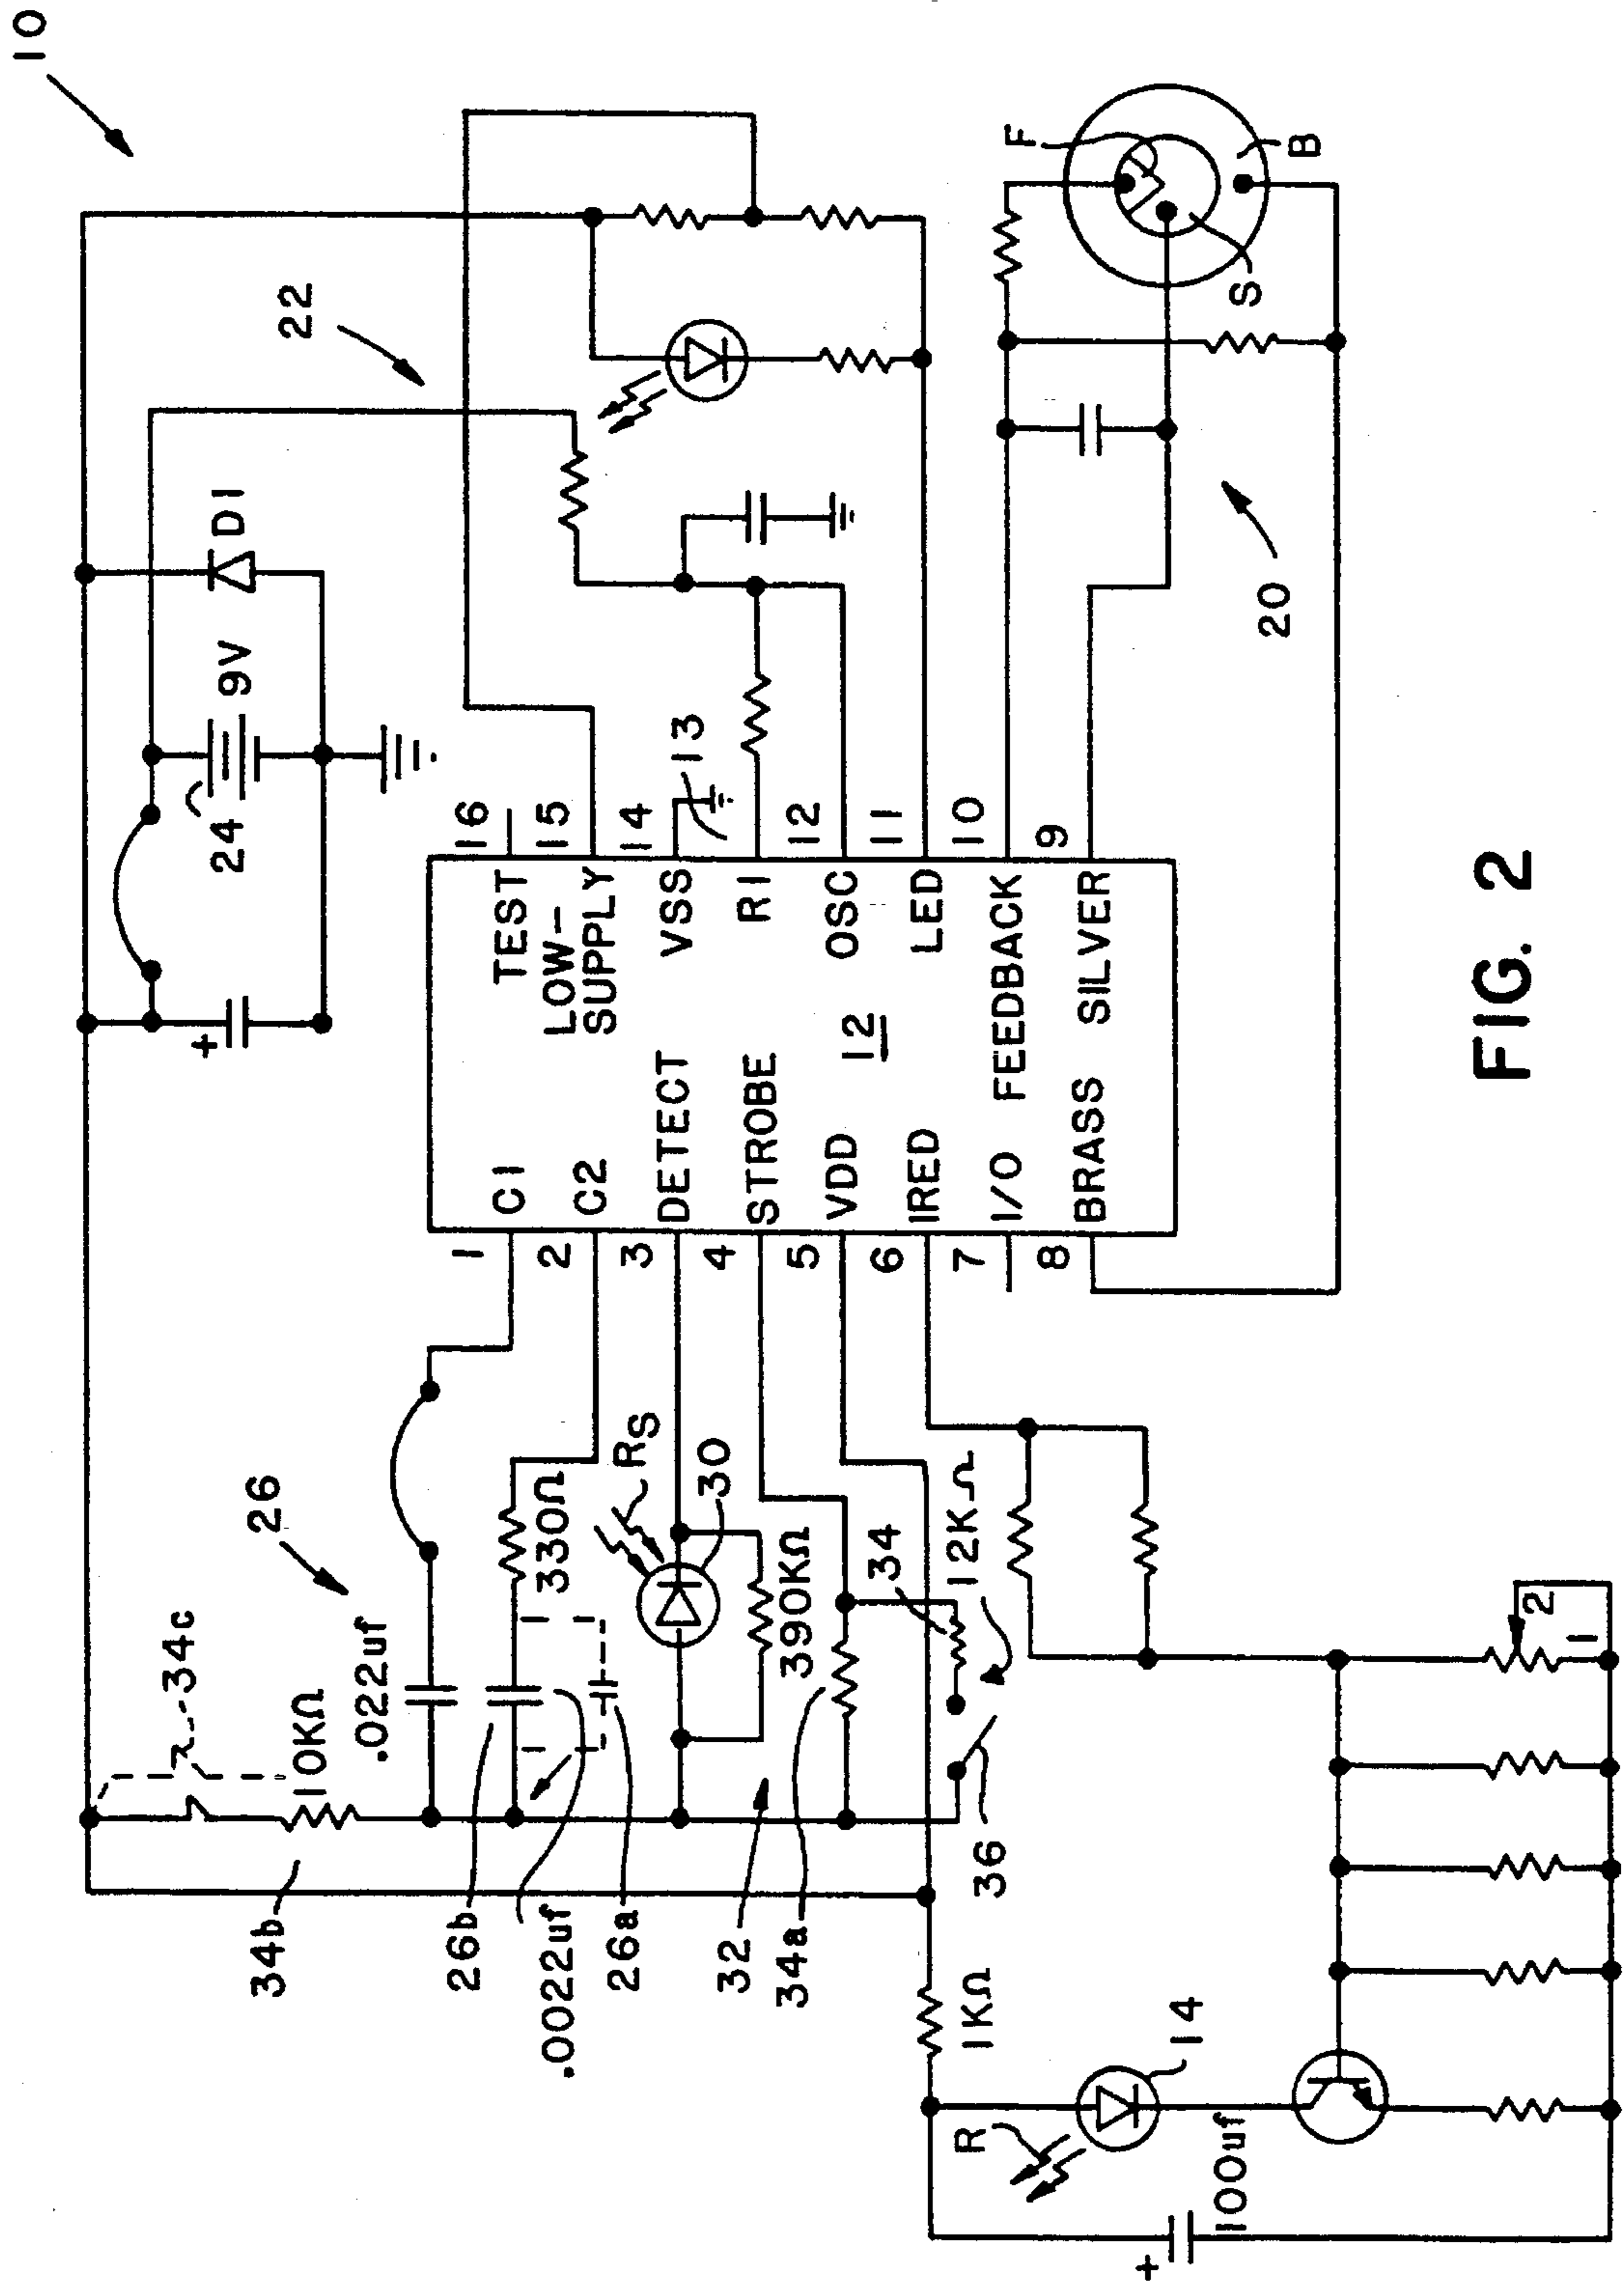 10
22
24
9V
D1
26
34c
10KΩ
34b
.022uf
26b
330Ω
.0022uf
26a
RS
30
390KΩ
32
34a
34
12KΩ
36
1KΩ
R
14
100uf
+
+
2
1
1
2
3
4
5
6
7
8
C1
C2
DETECT
STROBE
VDD
IRED
I/O
BRASS
12
TEST
LOW-
SUPPLY
VSS
R1
OSC
LED
FEEDBACK
SILVER
16
15
14
13
12
11
10
9
F
B
S
20
FIG. 2